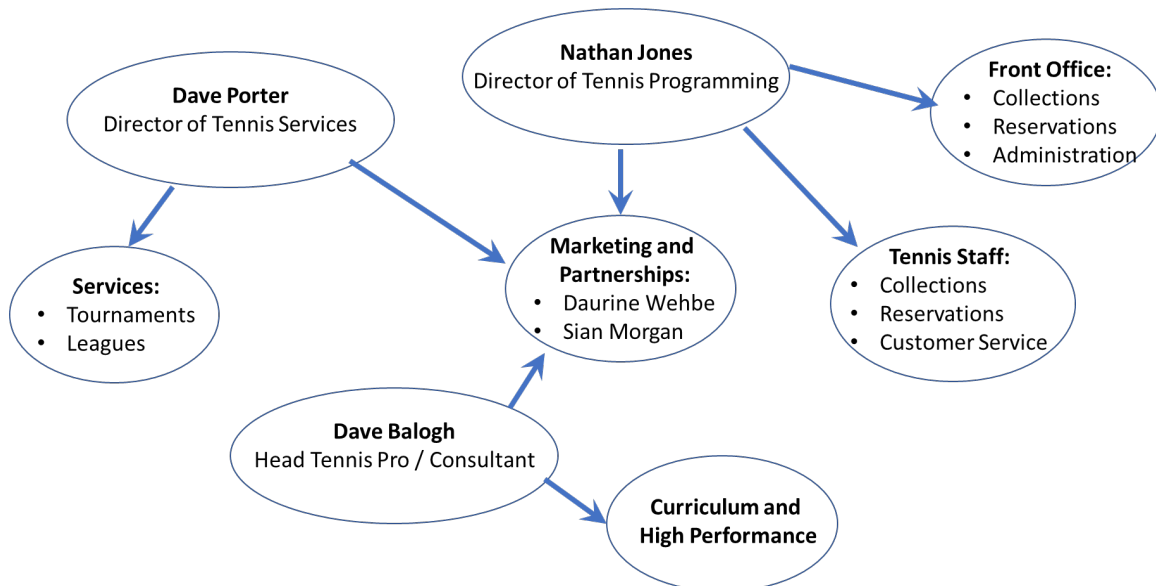 Nathan Jones
Director of Tennis Programming
Front Office:
• Collections
• Reservations
• Administration
Dave Porter
Director of Tennis Services
Marketing and
Partnerships:
• Daurine Wehbe
• Sian Morgan
Tennis Staff:
• Collections
• Reservations
• Customer Service
Services:
• Tournaments
• Leagues
Dave Balogh
Head Tennis Pro / Consultant
Curriculum and
High Performance